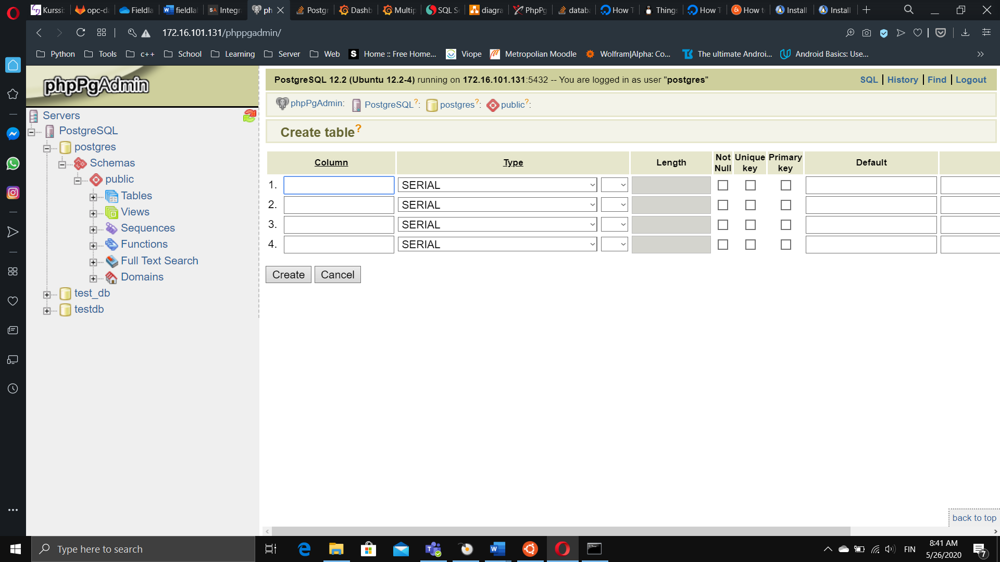 Kurssi
opc-da
Fieldla
fieldlal
SA Integr
ph
Postgr
Dashb
Multip
SQL S
diagra
PhpPg
databa
How T
Things
How T
How to
Install
Install
172.16.101.131/phppgadmin/
Python
Tools
c++
School
Learning
Server
Web
S Home :: Free Home...
Viope
Metropolian Moodle
Wolfram|Alpha: Co...
The ultimate Androi...
Android Basics: Use...
phpPgAdmin
PostgreSQL 12.2 (Ubuntu 12.2-4) running on 172.16.101.131:5432 -- You are logged in as user "postgres"
SQL | History | Find | Logout
phpPgAdmin: PostgreSQL?: postgres?: public?:
Create table?
Servers
PostgreSQL
postgres
Schemas
public
Tables
Views
Sequences
Functions
Full Text Search
Domains
test_db
testdb
Column Type Length Not Null Unique key Primary key Default
1. SERIAL
2. SERIAL
3. SERIAL
4. SERIAL
Create Cancel
back to top
Type here to search
FIN
8:41 AM
5/26/2020
7